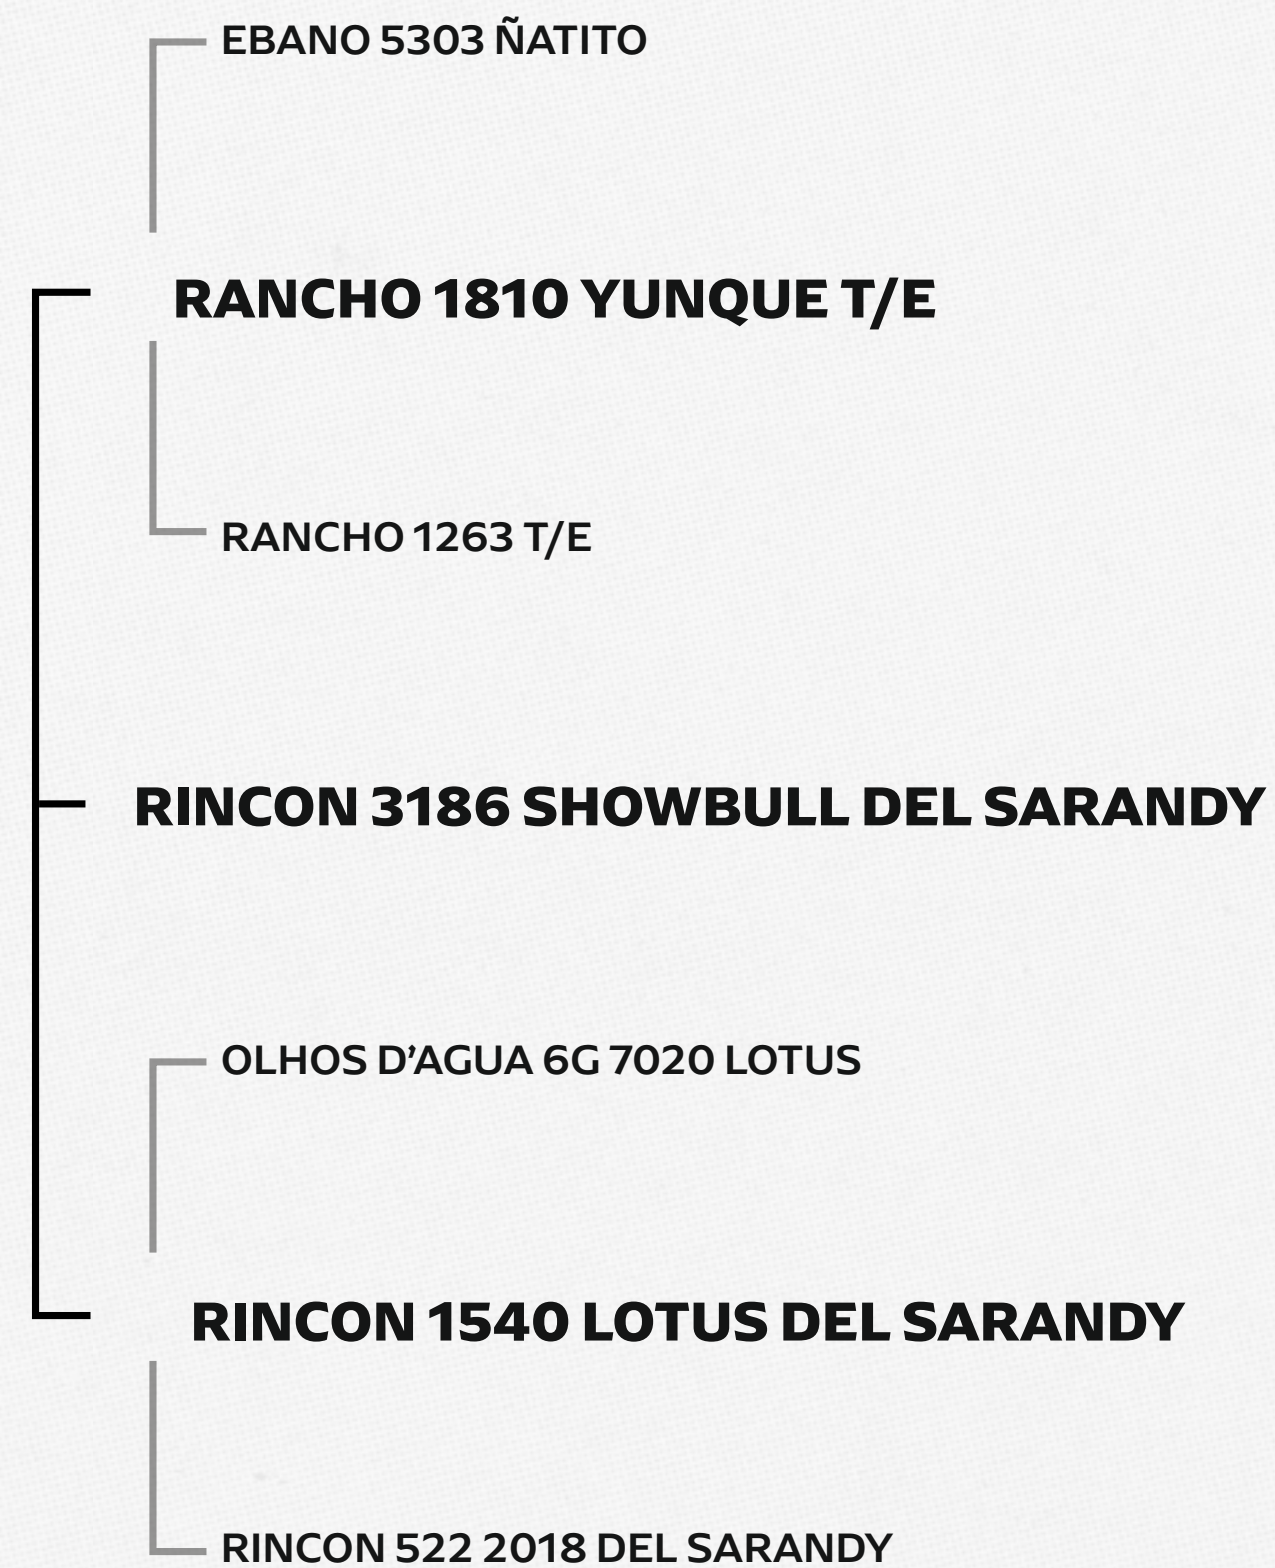 EBANO 5303 ÑATITO
RANCHO 1810 YUNQUE T/E
RANCHO 1263 T/E
RINCON 3186 SHOWBULL DEL SARANDY
OLHOS D’AGUA 6G 7020 LOTUS
RINCON 1540 LOTUS DEL SARANDY
RINCON 522 2018 DEL SARANDY